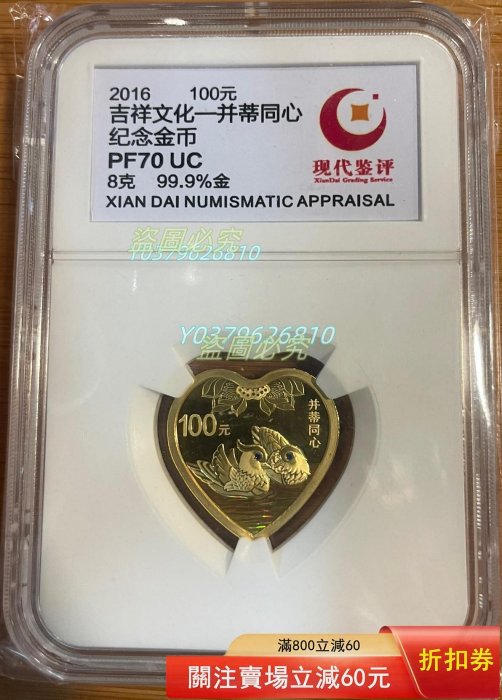 2016 100元
吉祥文化—并蒂同心
纪念金币
PF70 UC
8克 99.9%金
XIAN DAI NUMISMATIC APPRAISAL
现代鉴评
XianDai Grading Service
盜圖必究
Y0379626810
Y0379626810
盜圖必究
100元
并蒂同心
滿800立減60
關注賣場立減60元
折扣券